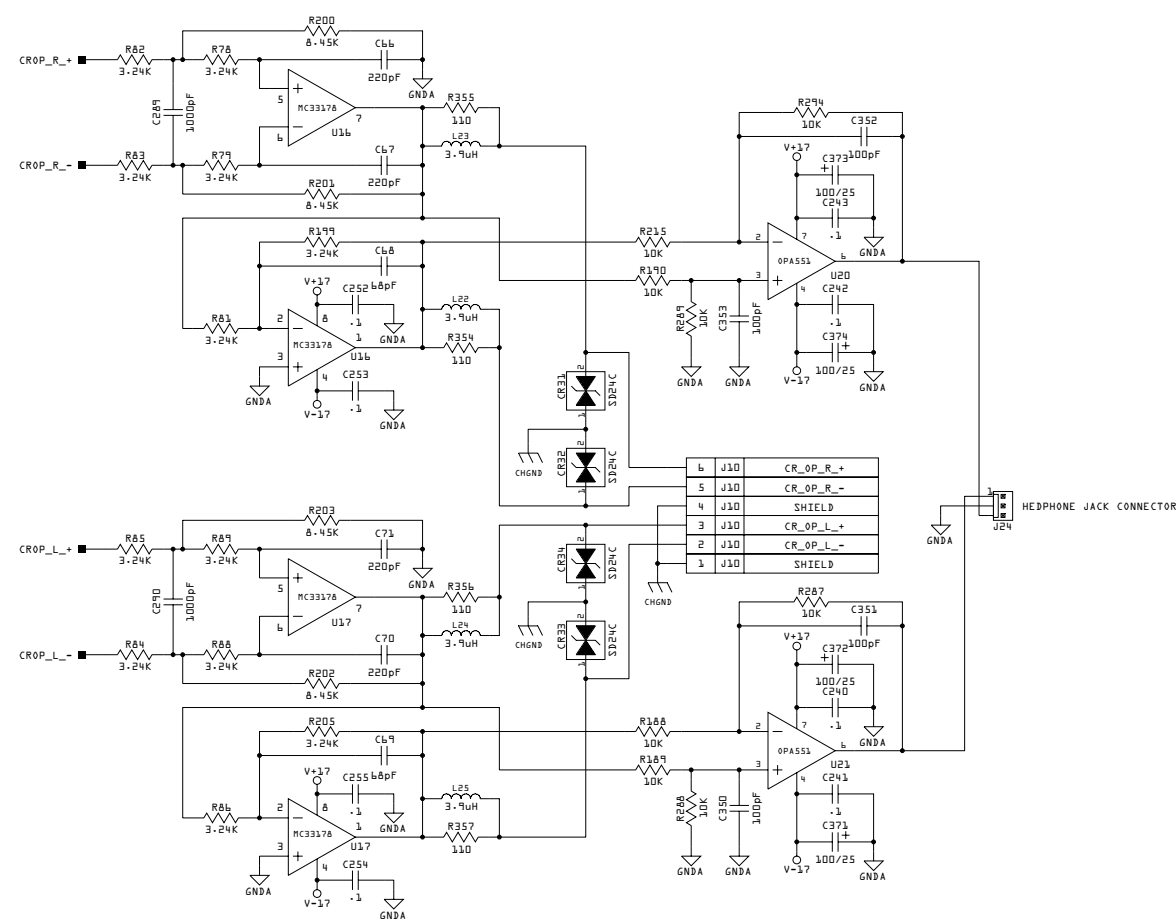 R200
8.45K
CROP_R_+
R82
3.24K
R78
3.24K
C66
220pF
GNDA
C289
1000pF
5
6
MC33178
7
U16
R355
110
L23
3.9uH
CROP_R_-
R83
3.24K
R79
3.24K
C67
220pF
R201
8.45K
R294
10K
C352
100pF
V+17
C373
100/25
C243
.1
GNDA
R199
3.24K
C68
68pF
R215
10K
R190
10K
2
3
7
OPA551
6
U20
4
C242
.1
C374
100/25
V-17
GNDA
R289
10K
C353
100pF
GNDA
GNDA
V+17
C252
.1
GNDA
L22
3.9uH
R81
3.24K
2
3
8
MC33178
1
U16
4
R354
110
GNDA
C253
.1
V-17
GNDA
CR31
2
SD24C
1
CHGND
CR32
2
SD24C
1
6 J10 CR_OP_R_+
5 J10 CR_OP_R_-
4 J10 SHIELD
3 J10 CR_OP_L_+
2 J10 CR_OP_L_-
1 J10 SHIELD
CHGND
1
HEDPHONE JACK CONNECTOR
J24
GNDA
R203
8.45K
CROP_L_+
R85
3.24K
R89
3.24K
C71
220pF
GNDA
C290
1000pF
5
6
MC33178
7
U17
R356
110
L24
3.9uH
CR34
2
SD24C
1
CHGND
CR33
2
SD24C
1
CROP_L_-
R84
3.24K
R88
3.24K
C70
220pF
R202
8.45K
R287
10K
C351
100pF
V+17
C372
100/25
C240
.1
GNDA
R205
3.24K
C69
68pF
R188
10K
R189
10K
2
3
7
OPA551
6
U21
4
C241
.1
C371
100/25
V-17
GNDA
R288
10K
C350
100pF
GNDA
GNDA
V+17
C255
.1
GNDA
L25
3.9uH
R86
3.24K
2
3
8
MC33178
1
U17
4
R357
110
GNDA
C254
.1
V-17
GNDA